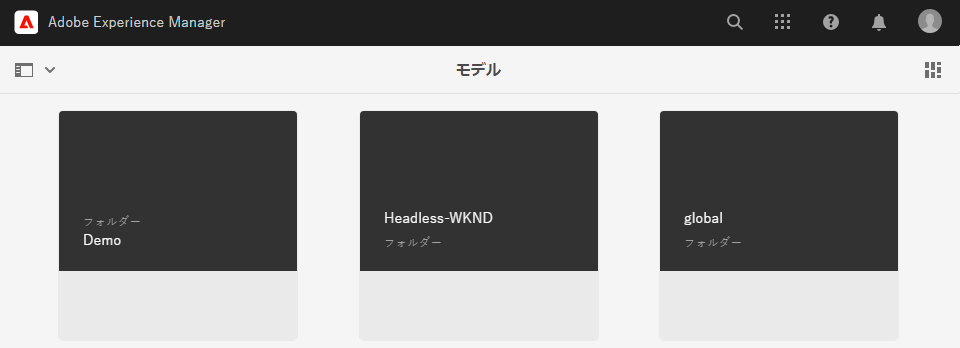 Adobe Experience Manager
モデル
フォルダー
Demo
Headless-WKND
フォルダー
global
フォルダー